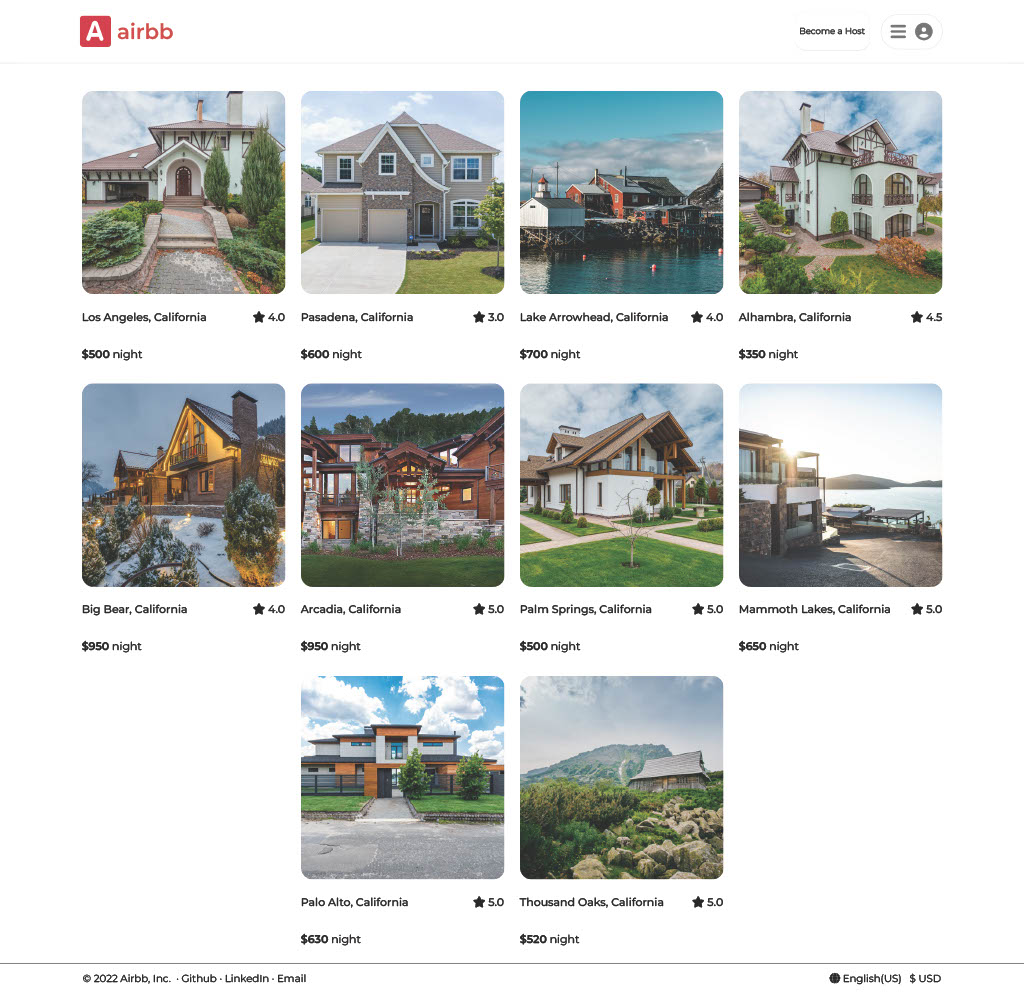 A airbb
Become a Host
Los Angeles, California 4.0
Pasadena, California 3.0
Lake Arrowhead, California 4.0
Alhambra, California 4.5
$500 night
$600 night
$700 night
$350 night
Big Bear, California 4.0
Arcadia, California 5.0
Palm Springs, California 5.0
Mammoth Lakes, California 5.0
$950 night
$950 night
$500 night
$650 night
Palo Alto, California 5.0
Thousand Oaks, California 5.0
$630 night
$520 night
© 2022 Airbb, Inc. · Github · LinkedIn · Email
English(US) $ USD